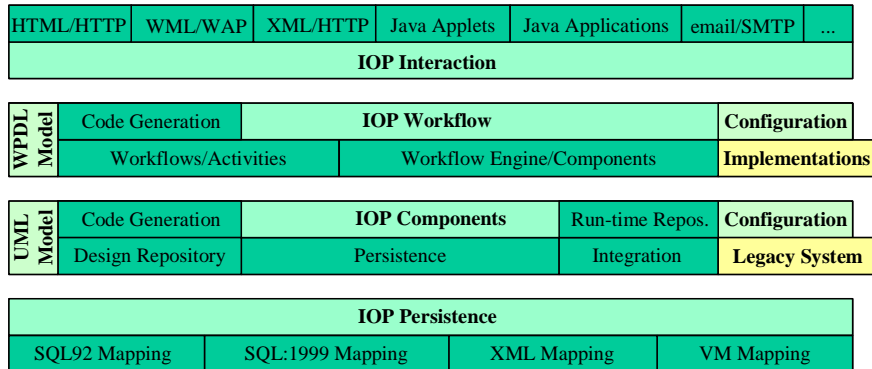 HTML/HTTP WML/WAP XML/HTTP Java Applets Java Applications email/SMTP ...
IOP Interaction
WPDL
Model
Code Generation IOP Workflow Configuration
Workflows/Activities Workflow Engine/Components Implementations
UML
Model
Code Generation IOP Components Run-time Repos. Configuration
Design Repository Persistence Integration Legacy System
IOP Persistence
SQL92 Mapping SQL:1999 Mapping XML Mapping VM Mapping